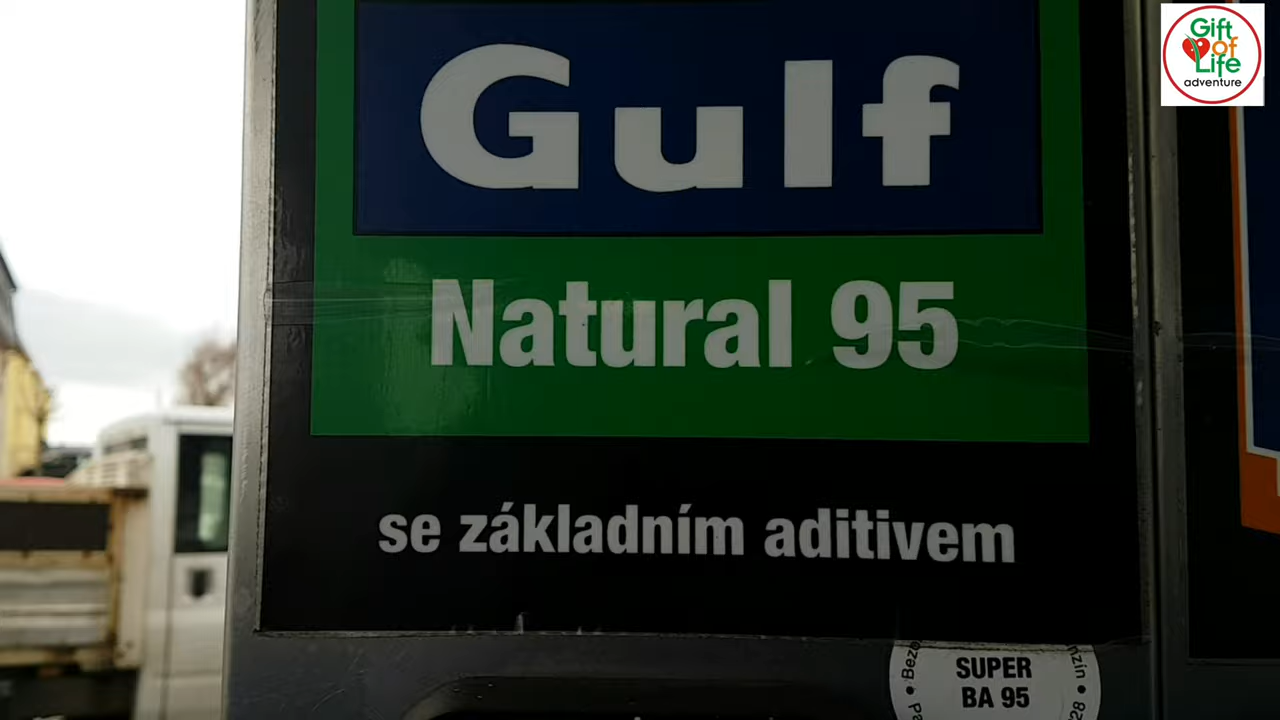 Gift
of
Life
adventure
Gulf
Natural 95
se základním aditivem
SUPER
BA 95